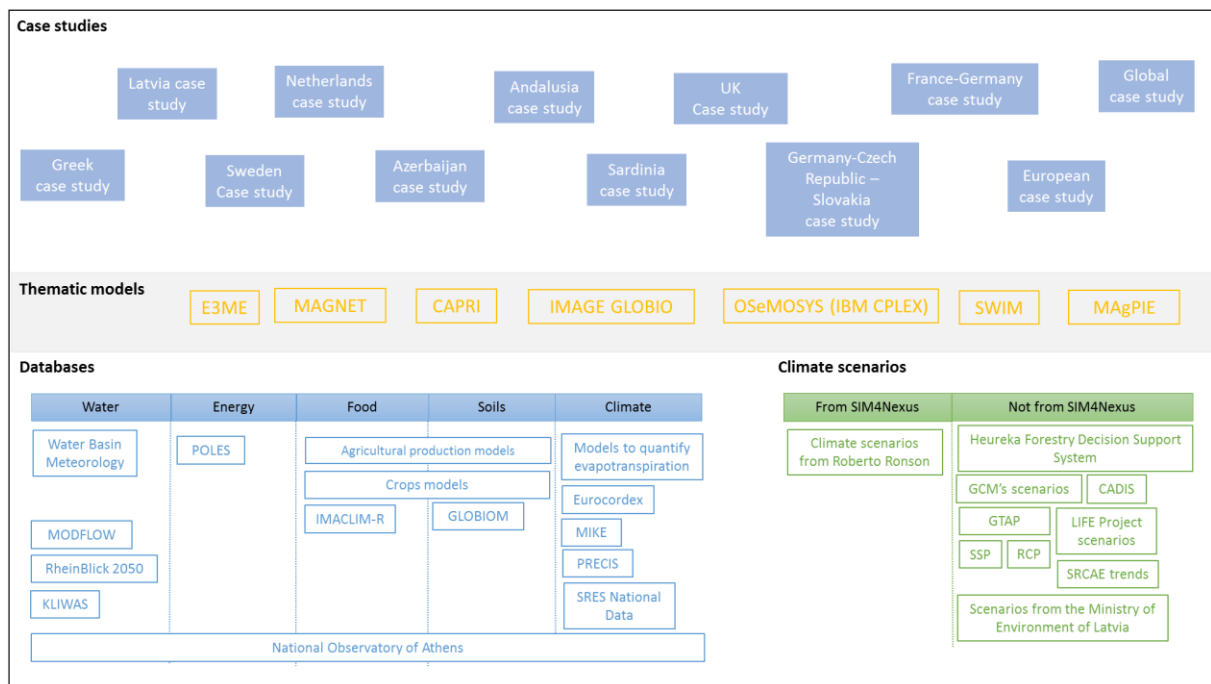 Case studies
Latvia case
study
Netherlands
case study
Andalusia
case study
UK
Case study
France-Germany
case study
Global
case study
Greek
case study
Sweden
Case study
Azerbaijan
case study
Sardinia
case study
Germany-Czech
Republic –
Slovakia
case study
European
case study
Thematic models
E3ME
MAGNET
CAPRI
IMAGE GLOBIO
OSeMOSYS (IBM CPLEX)
SWIM
MAgPIE
Databases
Water
Energy
Food
Soils
Climate
Water Basin
Meteorology
POLES
Agricultural production models
Models to quantify
evapotranspiration
Crops models
Eurocordex
IMACLIM-R
GLOBIOM
MODFLOW
MIKE
RheinBlick 2050
PRECIS
KLIWAS
SRES National
Data
National Observatory of Athens
Climate scenarios
From SIM4Nexus
Not from SIM4Nexus
Climate scenarios
from Roberto Ronson
Heureka Forestry Decision Support
System
GCM's scenarios
CADIS
GTAP
LIFE Project
scenarios
SSP
RCP
SRCAE trends
Scenarios from the Ministry of
Environment of Latvia